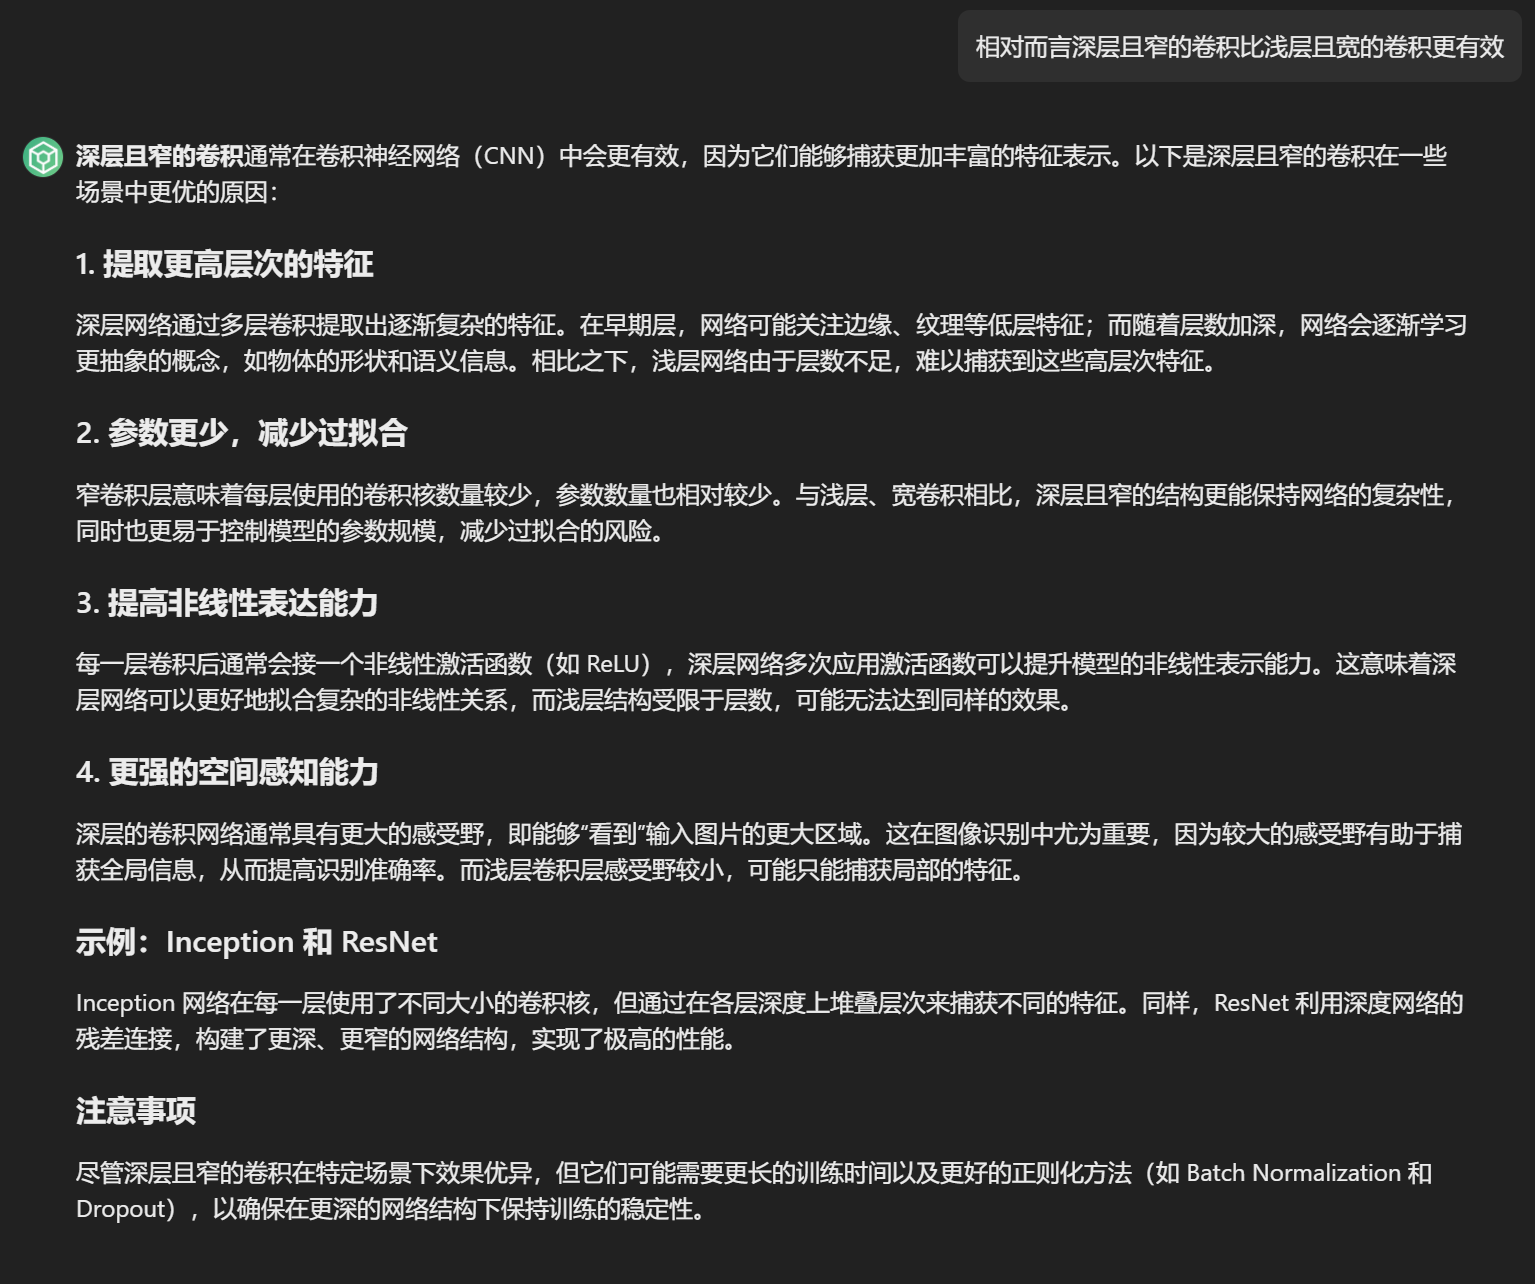 相对而言深层且窄的卷积比浅层且宽的卷积更有效
深层且窄的卷积通常在卷积神经网络（CNN）中会更有效，因为它们能够捕获更加丰富的特征表示。以下是深层且窄的卷积在一些
场景中更优的原因：
1. 提取更高层次的特征
深层网络通过多层卷积提取出逐渐复杂的特征。在早期层，网络可能关注边缘、纹理等低层特征；而随着层数加深，网络会逐渐学习
更抽象的概念，如物体的形状和语义信息。相比之下，浅层网络由于层数不足，难以捕获到这些高层次特征。
2. 参数更少，减少过拟合
窄卷积层意味着每层使用的卷积核数量较少，参数数量也相对较少。与浅层、宽卷积相比，深层且窄的结构更能保持网络的复杂性，
同时也更易于控制模型的参数规模，减少过拟合的风险。
3. 提高非线性表达能力
每一层卷积后通常会接一个非线性激活函数（如 ReLU），深层网络多次应用激活函数可以提升模型的非线性表示能力。这意味着深
层网络可以更好地拟合复杂的非线性关系，而浅层结构受限于层数，可能无法达到同样的效果。
4. 更强的空间感知能力
深层的卷积网络通常具有更大的感受野，即能够“看到”输入图片的更大区域。这在图像识别中尤为重要，因为较大的感受野有助于捕
获全局信息，从而提高识别准确率。而浅层卷积层感受野较小，可能只能捕获局部的特征。
示例：Inception 和 ResNet
Inception 网络在每一层使用了不同大小的卷积核，但通过在各层深度上堆叠层次来捕获不同的特征。同样，ResNet 利用深度网络的
残差连接，构建了更深、更窄的网络结构，实现了极高的性能。
注意事项
尽管深层且窄的卷积在特定场景下效果优异，但它们可能需要更长的训练时间以及更好的正则化方法（如 Batch Normalization 和
Dropout），以确保在更深的网络结构下保持训练的稳定性。